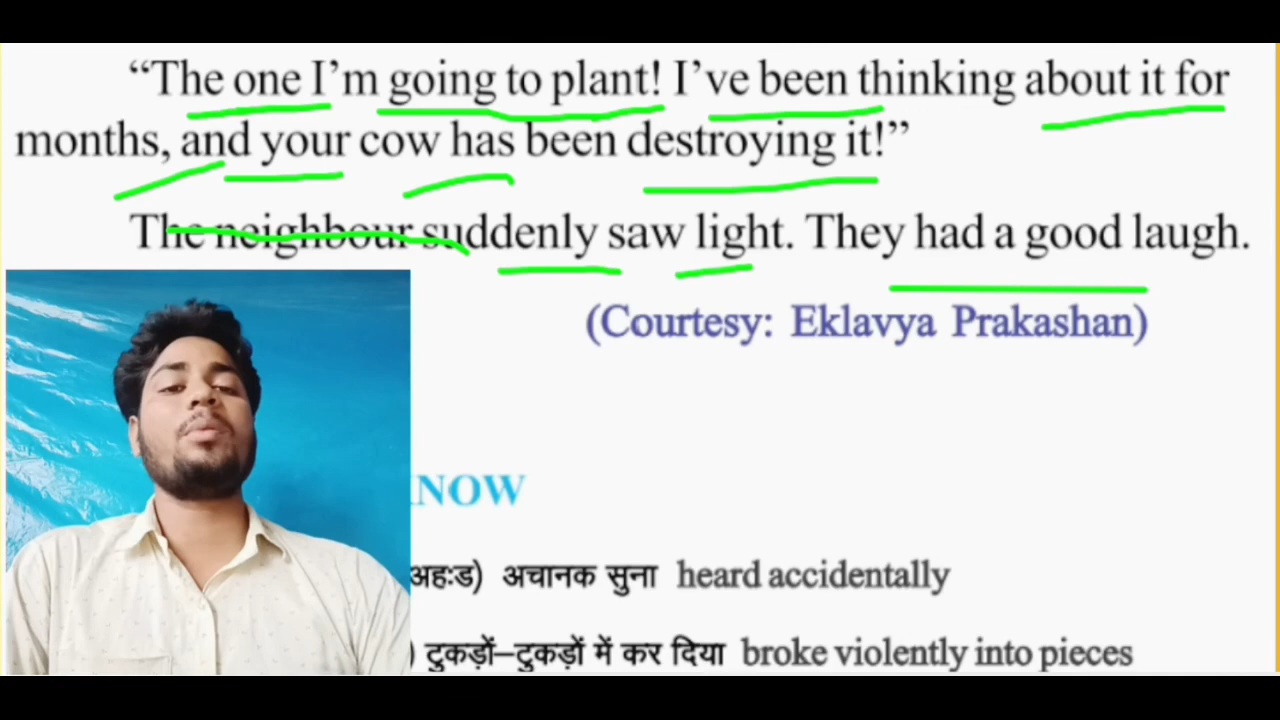 “The one I’m going to plant! I’ve been thinking about it for
months, and your cow has been destroying it!”
The neighbour suddenly saw light. They had a good laugh.
(Courtesy: Eklavya Prakashan)
NOW
अचानक सुना heard accidentally
) टुकड़ों–टुकड़ों में कर दिया broke violently into pieces